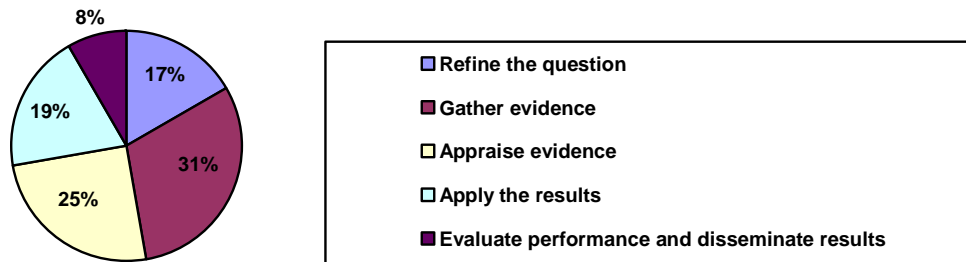 8%
17%
19%
31%
25%
Refine the question
Gather evidence
Appraise evidence
Apply the results
Evaluate performance and disseminate results